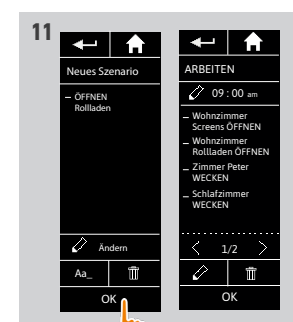 11
Neues Szenario
– ÖFFNEN
Rollladen
Ändern
Aa_
OK
ARBEITEN
09 : 00 am
– Wohnzimmer
Screens ÖFFNEN
– Wohnzimmer
Rollladen ÖFFNEN
– Zimmer Peter
WECKEN
– Schlafzimmer
WECKEN
< 1/2 >
OK